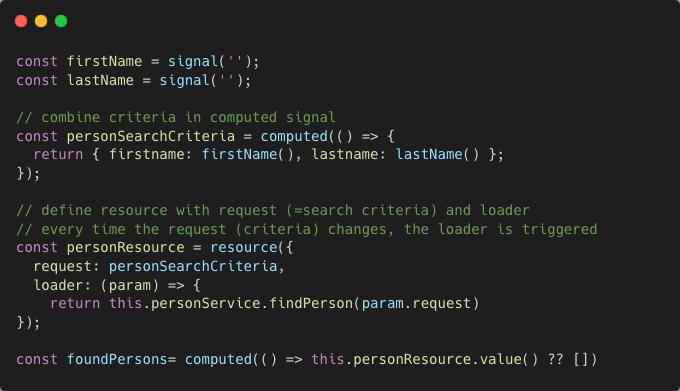 const firstName = signal('');
const lastName = signal('');

// combine criteria in computed signal
const personSearchCriteria = computed(() => {
  return { firstname: firstName(), lastname: lastName() };
});

// define resource with request (=search criteria) and loader
// every time the request (criteria) changes, the loader is triggered
const personResource = resource({
  request: personSearchCriteria,
  loader: (param) => {
    return this.personService.findPerson(param.request)
});

const foundPersons= computed(() => this.personResource.value() ?? [])